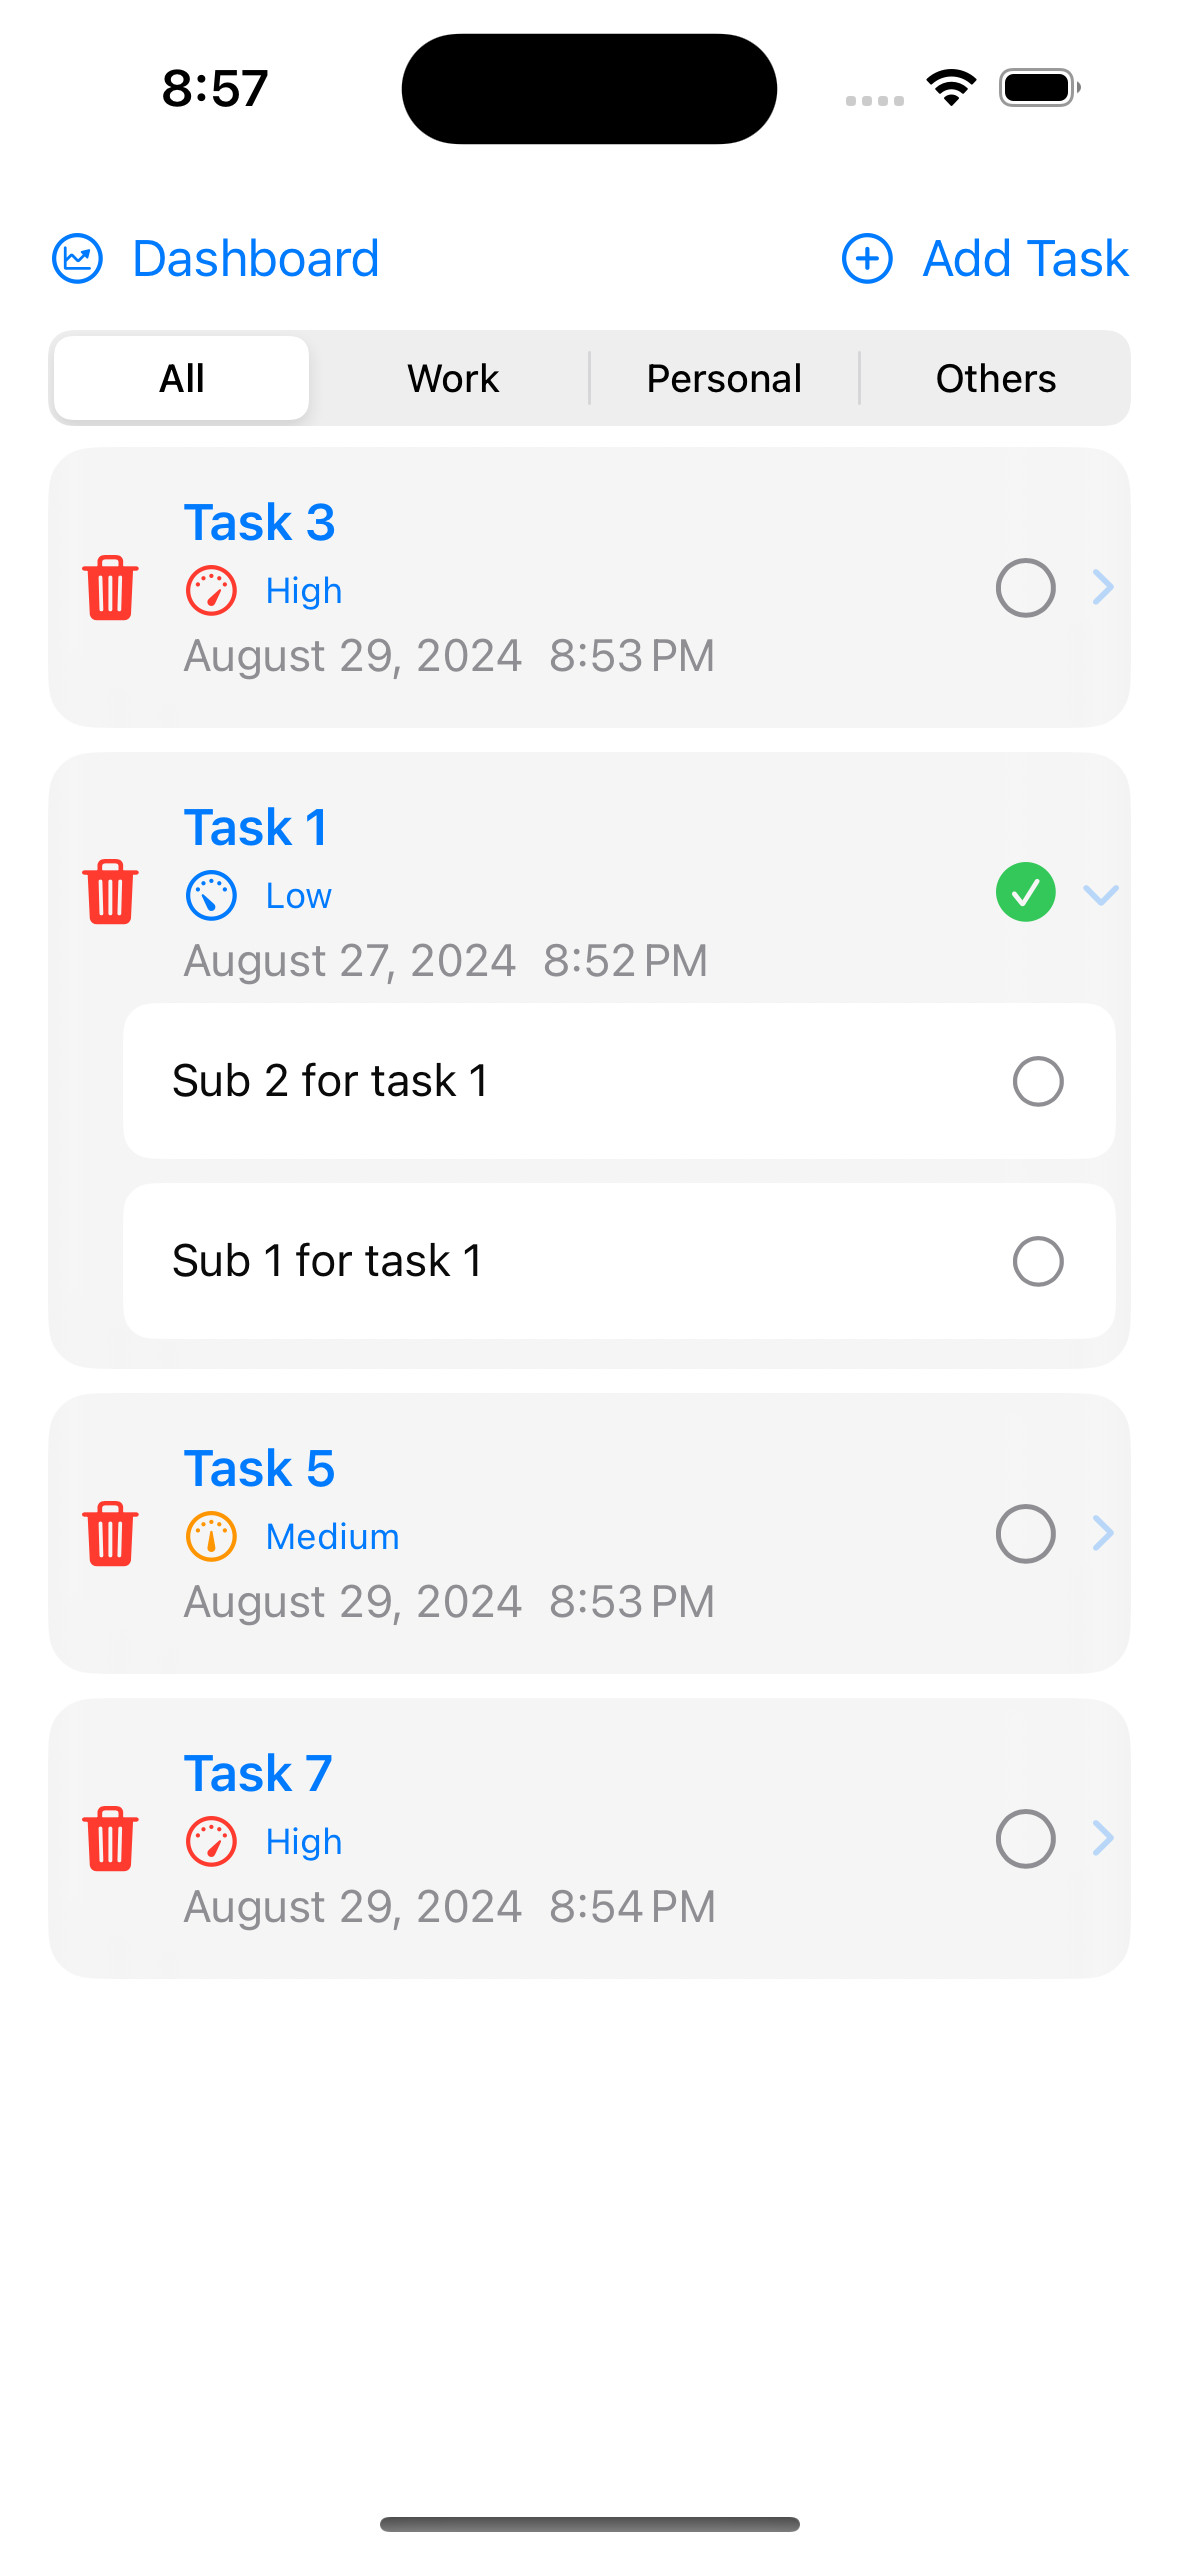 8:57
Dashboard
Add Task
All Work Personal Others
Task 3
High
August 29, 2024 8:53 PM
Task 1
Low
August 27, 2024 8:52 PM
Sub 2 for task 1
Sub 1 for task 1
Task 5
Medium
August 29, 2024 8:53 PM
Task 7
High
August 29, 2024 8:54 PM